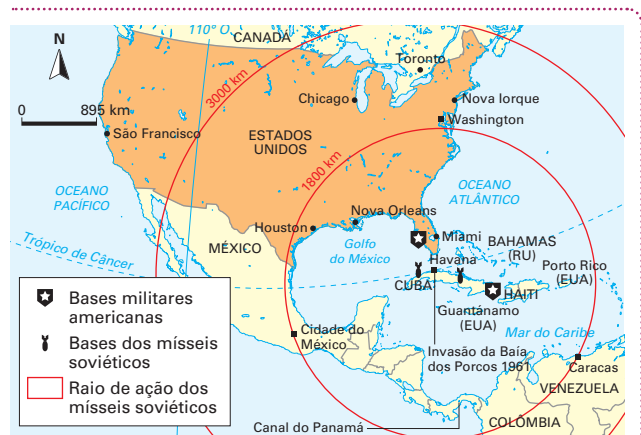 110° O
CANADÁ
N
Toronto
3000 km
0 895 km
Chicago
Nova Iorque
Washington
São Francisco
ESTADOS
UNIDOS
1800 km
OCEANO
PACÍFICO
OCEANO
ATLÂNTICO
Nova Orleans
Houston
Miami
Trópico de Câncer
MÉXICO
Golfo
do México
BAHAMAS
(RU)
Havana
Porto Rico
(EUA)
CUBA
HAITI
Guantánamo
(EUA)
Mar do Caribe
Cidade do
México
Invasão da Baía
dos Porcos 1961
Caracas
VENEZUELA
Canal do Panamá
COLÔMBIA
Bases militares
americanas
Bases dos mísseis
soviéticos
Raio de ação dos
mísseis soviéticos